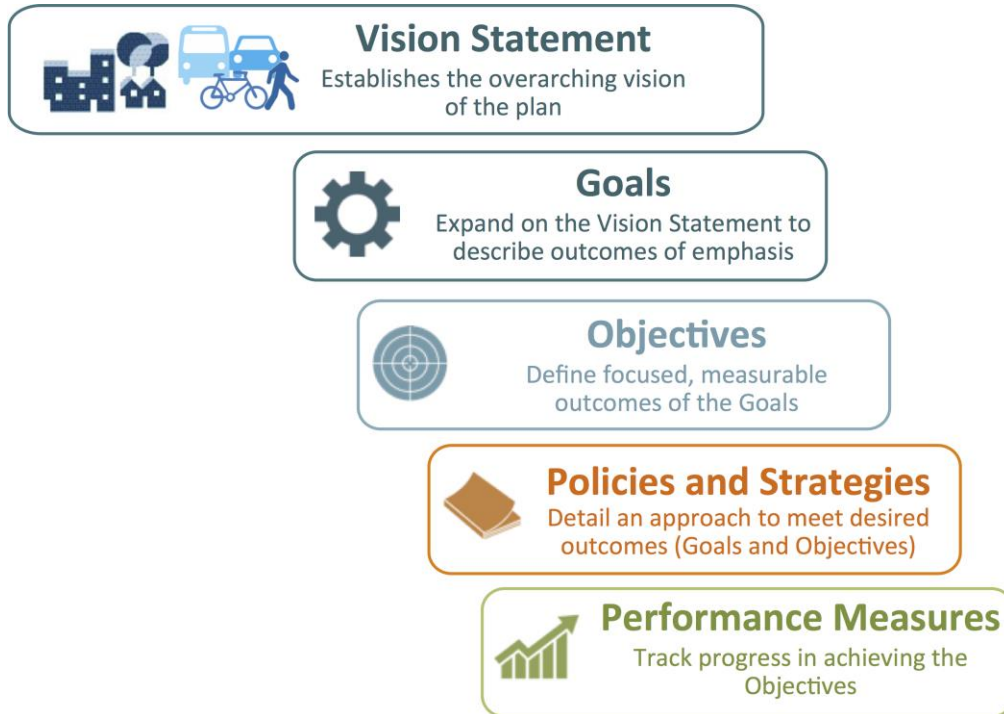 Vision Statement
Establishes the overarching vision
of the plan
Goals
Expand on the Vision Statement to
describe outcomes of emphasis
Objectives
Define focused, measurable
outcomes of the Goals
Policies and Strategies
Detail an approach to meet desired
outcomes (Goals and Objectives)
Performance Measures
Track progress in achieving the
Objectives